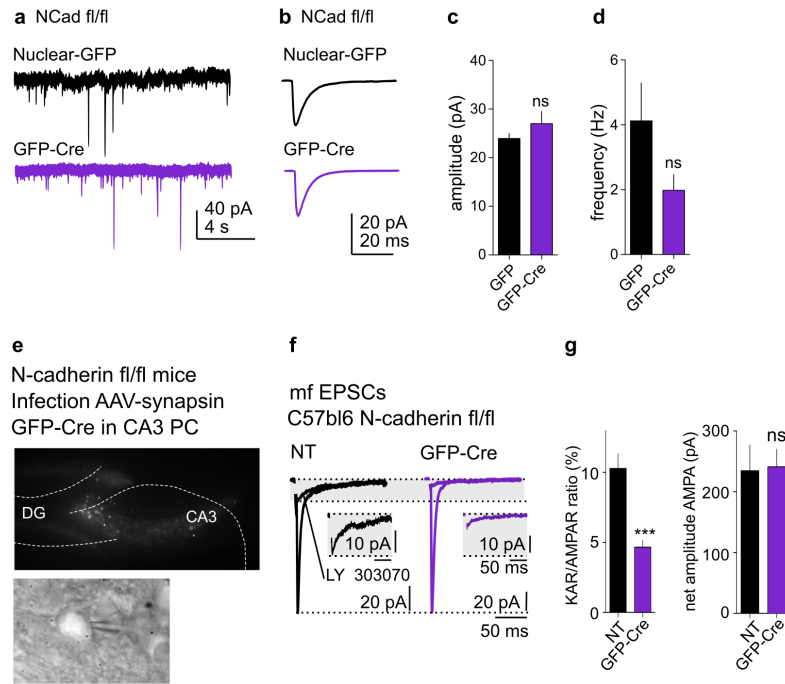 a NCad fl/fl
Nuclear-GFP
GFP-Cre
40 pA
4 s
b NCad fl/fl
Nuclear-GFP
GFP-Cre
20 pA
20 ms
c
amplitude (pA)
40
30
20
10
0
ns
GFP
GFP-Cre
d
frequency (Hz)
6
4
2
0
ns
GFP
GFP-Cre
e
N-cadherin fl/fl mice
Infection AAV-synapsin
GFP-Cre in CA3 PC
DG
CA3
f
mf EPSCs
C57bl6 N-cadherin fl/fl
NT
GFP-Cre
10 pA
LY 303070
20 pA
10 pA
50 ms
20 pA
50 ms
g
KAR/AMPAR ratio (%)
10
5
0
***
NT
GFP-Cre
net amplitude AMPA (pA)
300
200
100
0
ns
NT
GFP-Cre